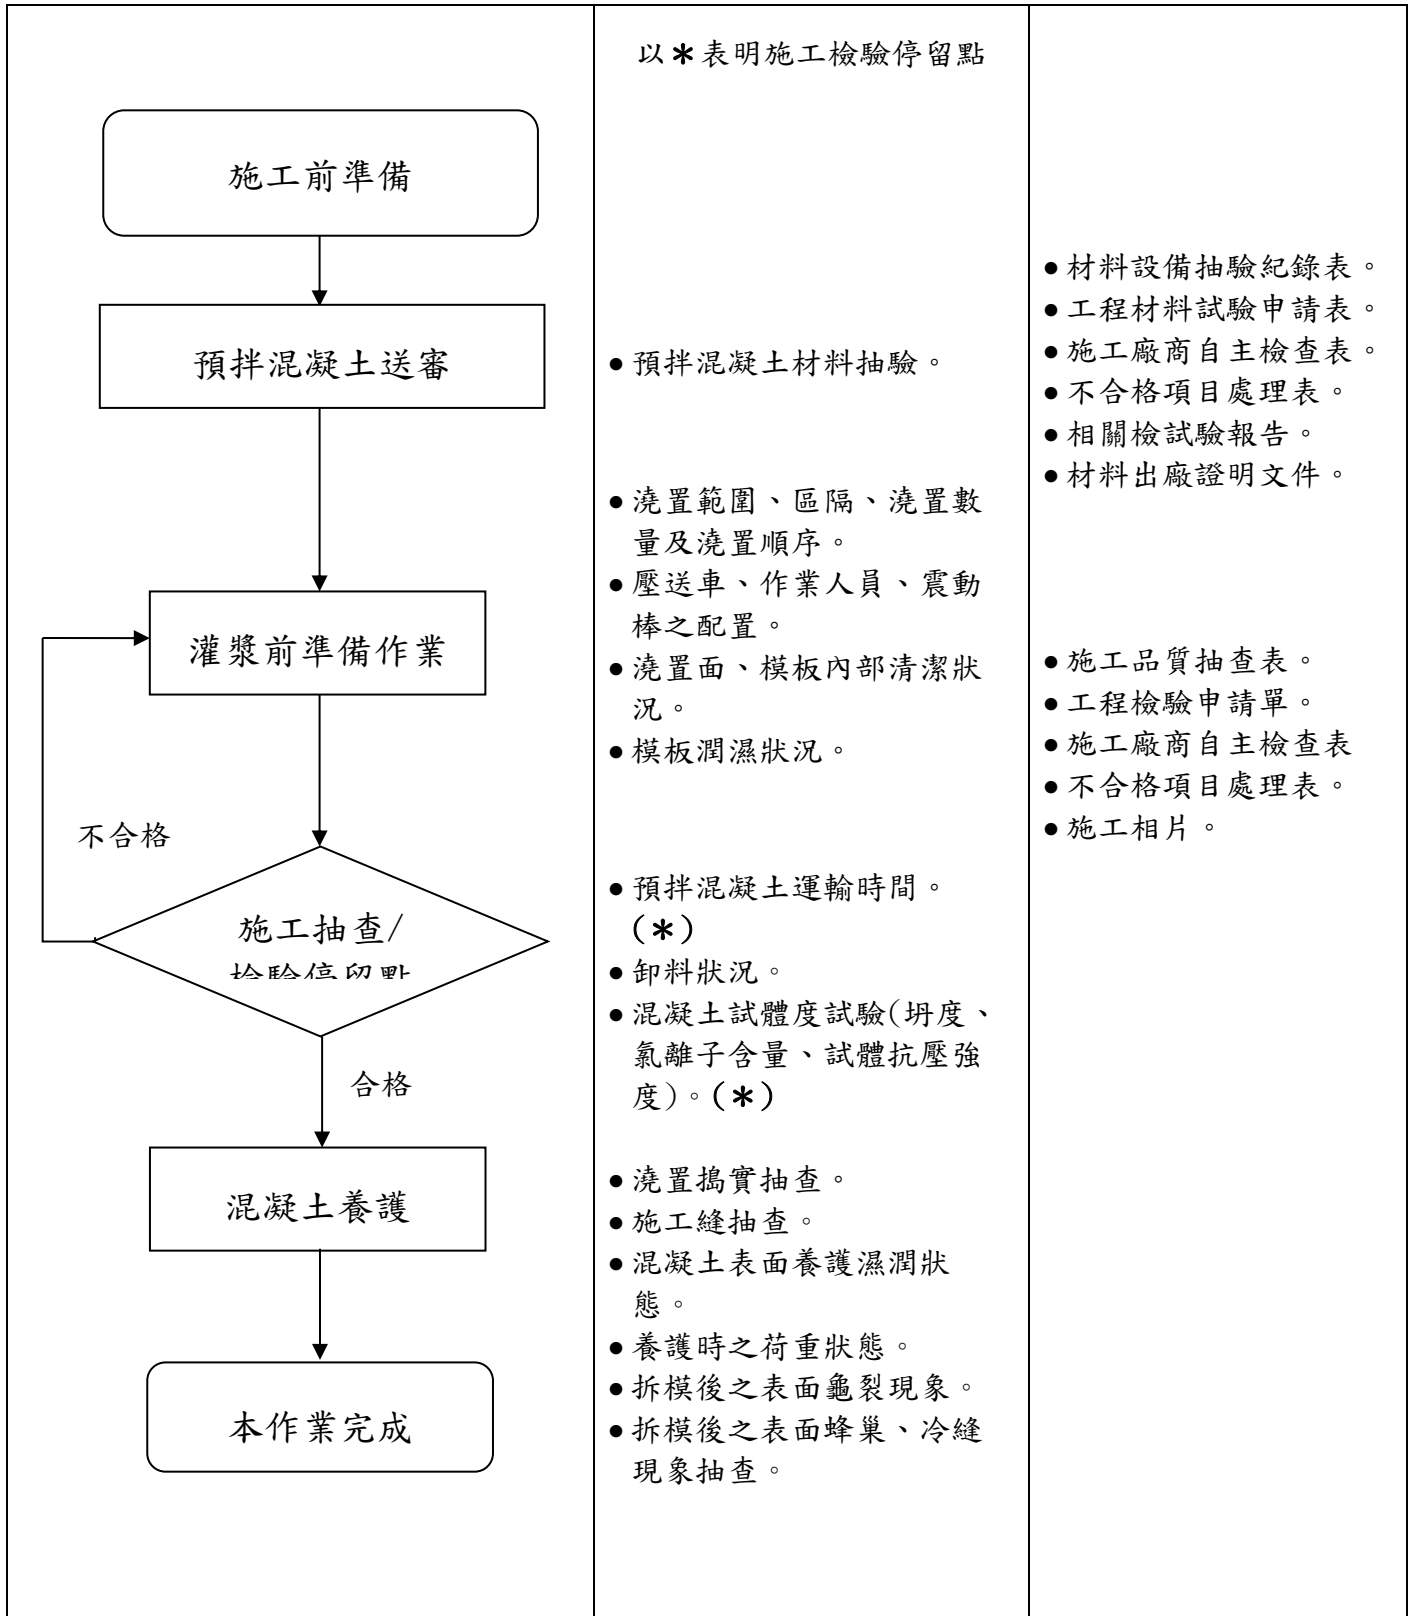 施工前準備
預拌混凝土送審
灌漿前準備作業
不合格
施工抽查/
檢驗停留點
合格
混凝土養護
本作業完成
以＊表明施工檢驗停留點
●預拌混凝土材料抽驗。
●澆置範圍、區隔、澆置數
量及澆置順序。
●壓送車、作業人員、震動
棒之配置。
●澆置面、模板內部清潔狀
況。
●模板潤濕狀況。
●預拌混凝土運輸時間。
(＊)
●卸料狀況。
●混凝土試體度試驗(坍度、
氯離子含量、試體抗壓強
度)。(＊)
●澆置搗實抽查。
●施工縫抽查。
●混凝土表面養護濕潤狀
態。
●養護時之荷重狀態。
●拆模後之表面龜裂現象。
●拆模後之表面蜂巢、冷縫
現象抽查。
●材料設備抽驗紀錄表。
●工程材料試驗申請表。
●施工廠商自主檢查表。
●不合格項目處理表。
●相關檢試驗報告。
●材料出廠證明文件。
●施工品質抽查表。
●工程檢驗申請單。
●施工廠商自主檢查表
●不合格項目處理表。
●施工相片。